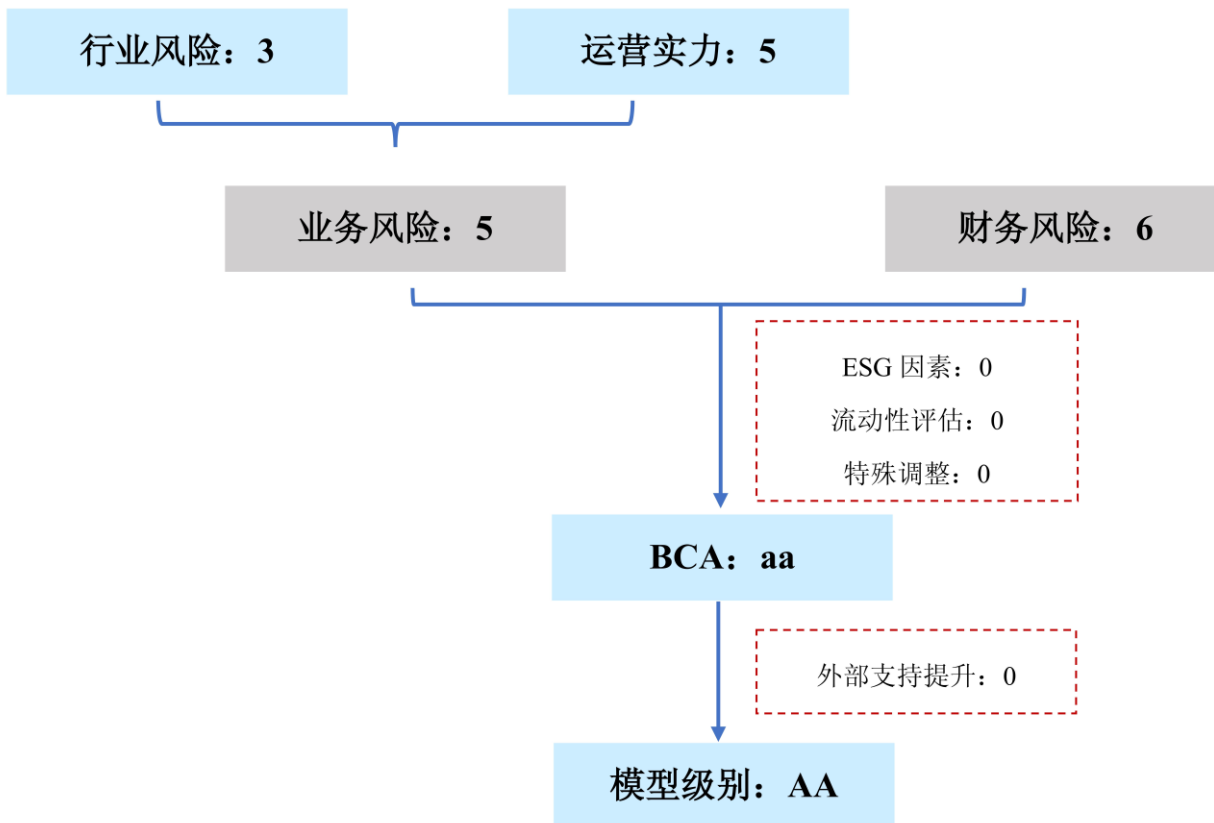 行业风险：3
运营实力：5
业务风险：5
财务风险：6
ESG 因素：0
流动性评估：0
特殊调整：0
BCA：aa
外部支持提升：0
模型级别：AA